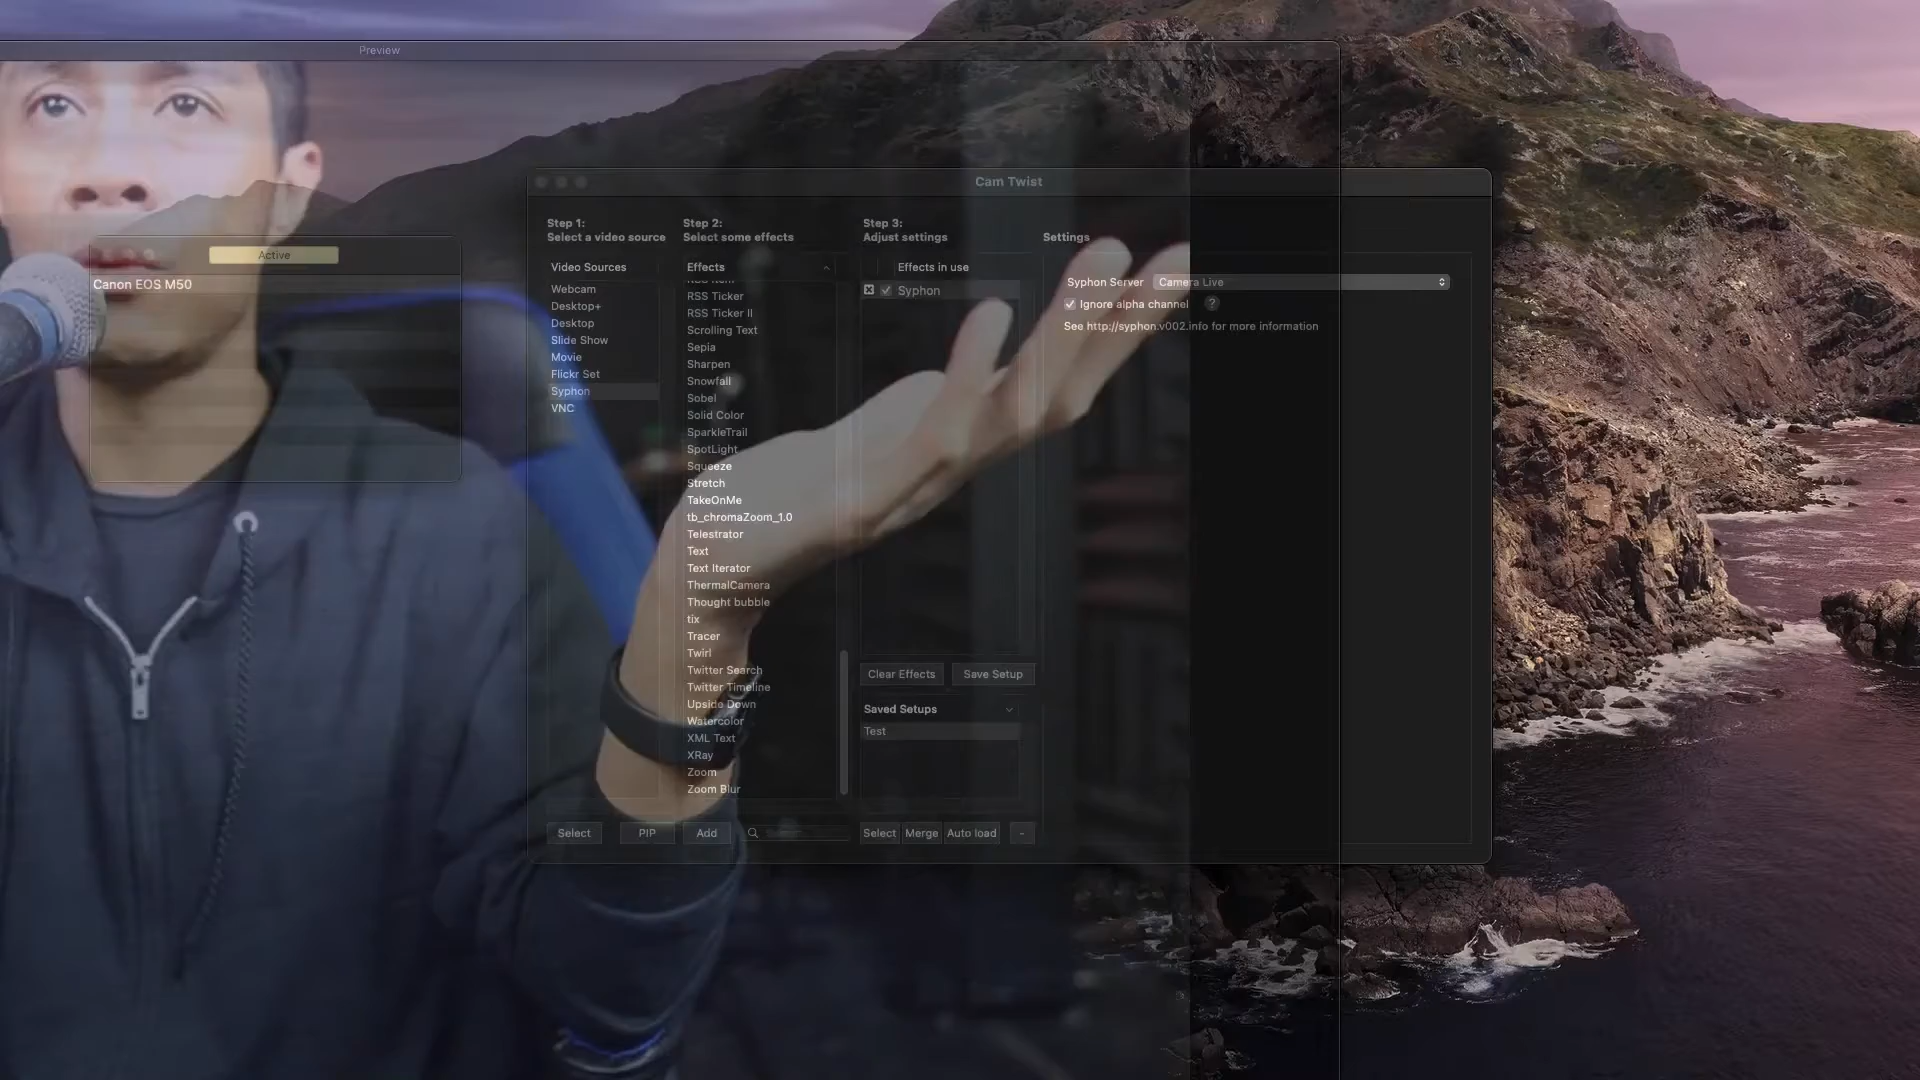 Preview
Active
Canon EOS M50
Cam Twist
Step 1:
Select a video source
Video Sources
Webcam
Desktop+
Desktop
Slide Show
Movie
Flickr Set
Syphon
VNC
Select
PIP
Step 2:
Select some effects
Effects
RSS Item
RSS Ticker
RSS Ticker II
Scrolling Text
Sepia
Sharpen
Snowfall
Sobel
Solid Color
SparkleTrail
SpotLight
Squeeze
Stretch
TakeOnMe
tb_chromaZoom_1.0
Telestrator
Text
Text Iterator
ThermalCamera
Thought bubble
tix
Tracer
Twirl
Twitter Search
Twitter Timeline
Upside Down
Watercolor
XML Text
XRay
Zoom
Zoom Blur
Add
Step 3:
Adjust settings
Effects in use
Syphon
Clear Effects
Save Setup
Saved Setups
Test
Select
Merge
Auto load
-
Settings
Syphon Server
Camera Live
Ignore alpha channel
?
See http://syphon.v002.info for more information